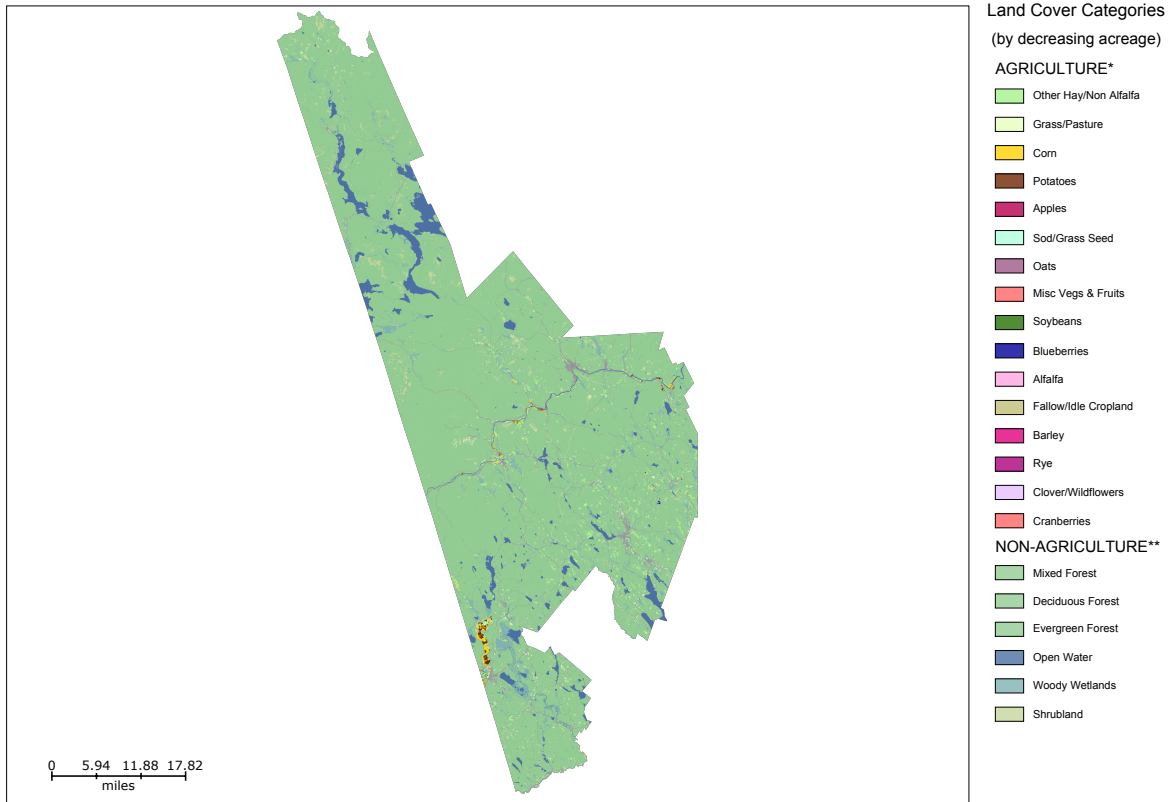 Land Cover Categories
(by decreasing acreage)
AGRICULTURE*
Other Hay/Non Alfalfa
Grass/Pasture
Corn
Potatoes
Apples
Sod/Grass Seed
Oats
Misc Vegs & Fruits
Soybeans
Blueberries
Alfalfa
Fallow/Idle Cropland
Barley
Rye
Clover/Wildflowers
Cranberries
NON-AGRICULTURE**
Mixed Forest
Deciduous Forest
Evergreen Forest
Open Water
Woody Wetlands
Shrubland
0 5.94 11.88 17.82
miles